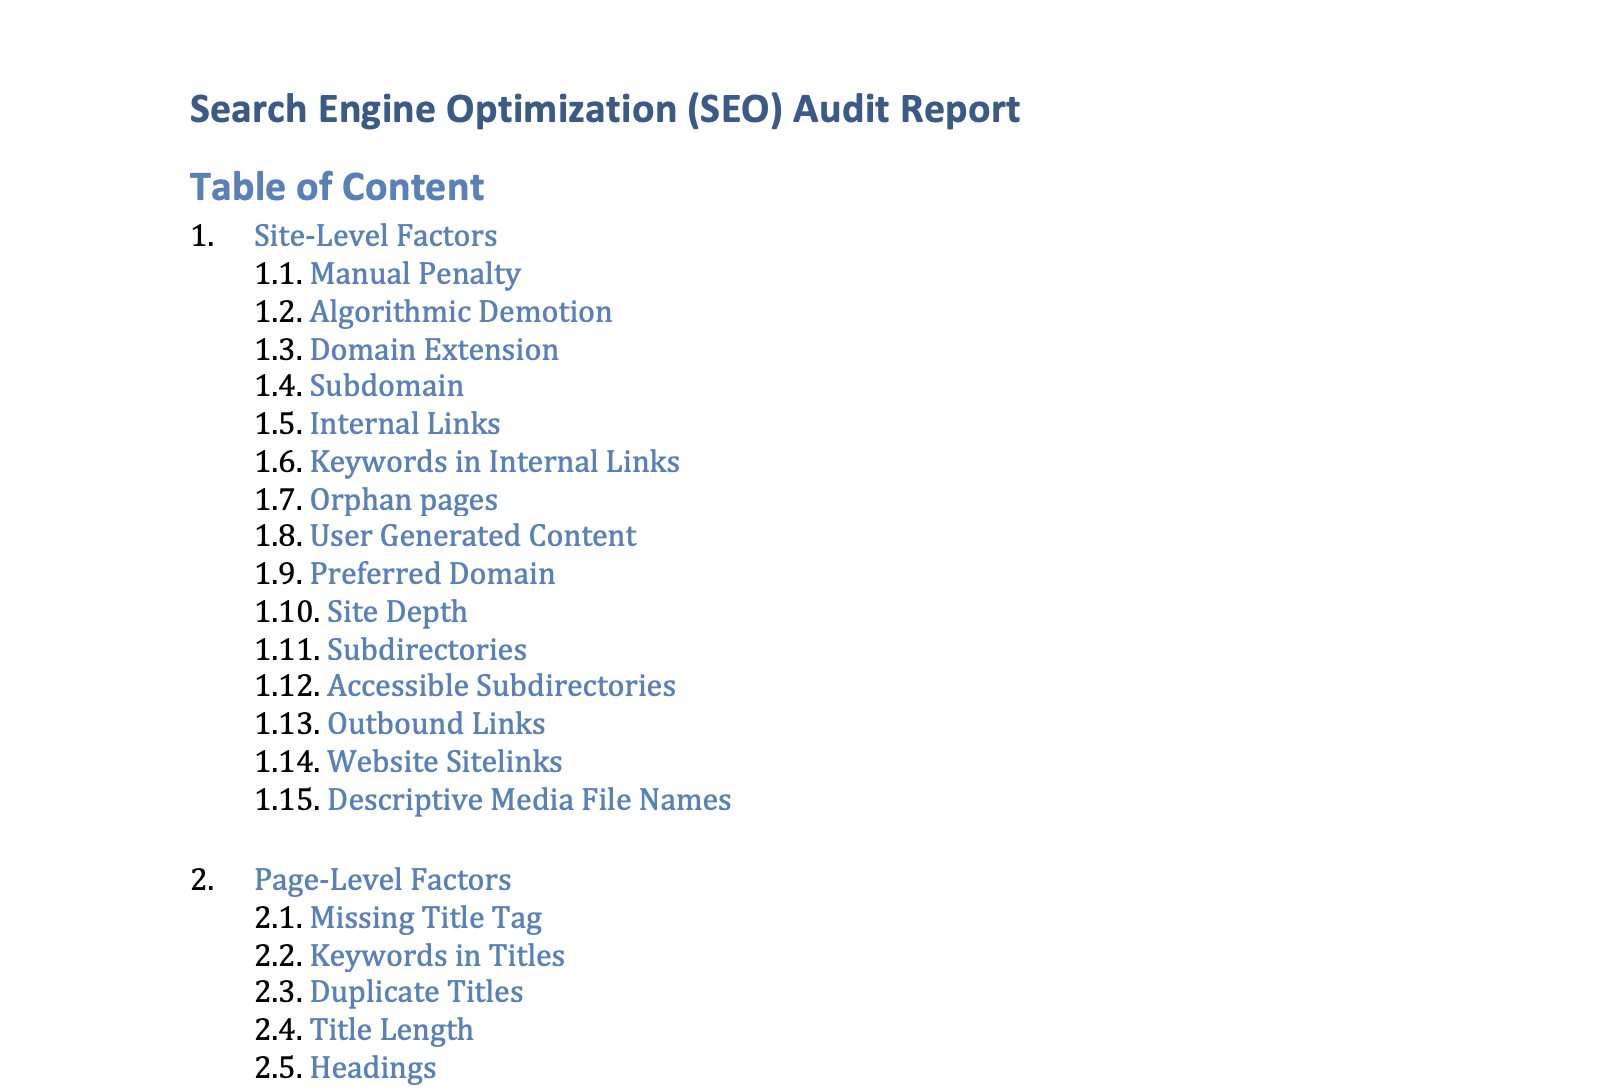 Search Engine Optimization (SEO) Audit Report
Table of Content
1. Site-Level Factors
1.1. Manual Penalty
1.2. Algorithmic Demotion
1.3. Domain Extension
1.4. Subdomain
1.5. Internal Links
1.6. Keywords in Internal Links
1.7. Orphan pages
1.8. User Generated Content
1.9. Preferred Domain
1.10. Site Depth
1.11. Subdirectories
1.12. Accessible Subdirectories
1.13. Outbound Links
1.14. Website Sitelinks
1.15. Descriptive Media File Names
2. Page-Level Factors
2.1. Missing Title Tag
2.2. Keywords in Titles
2.3. Duplicate Titles
2.4. Title Length
2.5. Headings